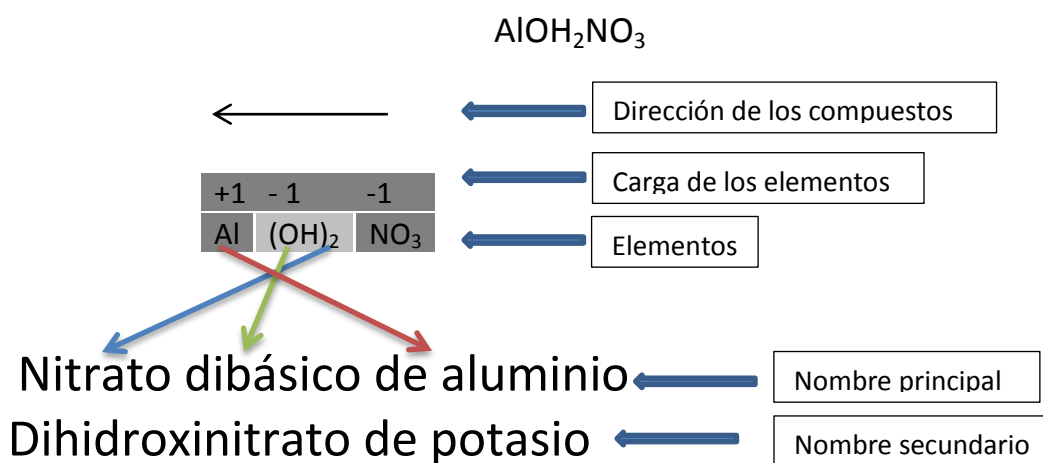 AlOH₂NO₃
Dirección de los compuestos
Carga de los elementos
+1 - 1 -1
Al (OH)₂ NO₃
Elementos
Nitrato dibásico de aluminio
Nombre principal
Dihidroxinitrato de potasio
Nombre secundario